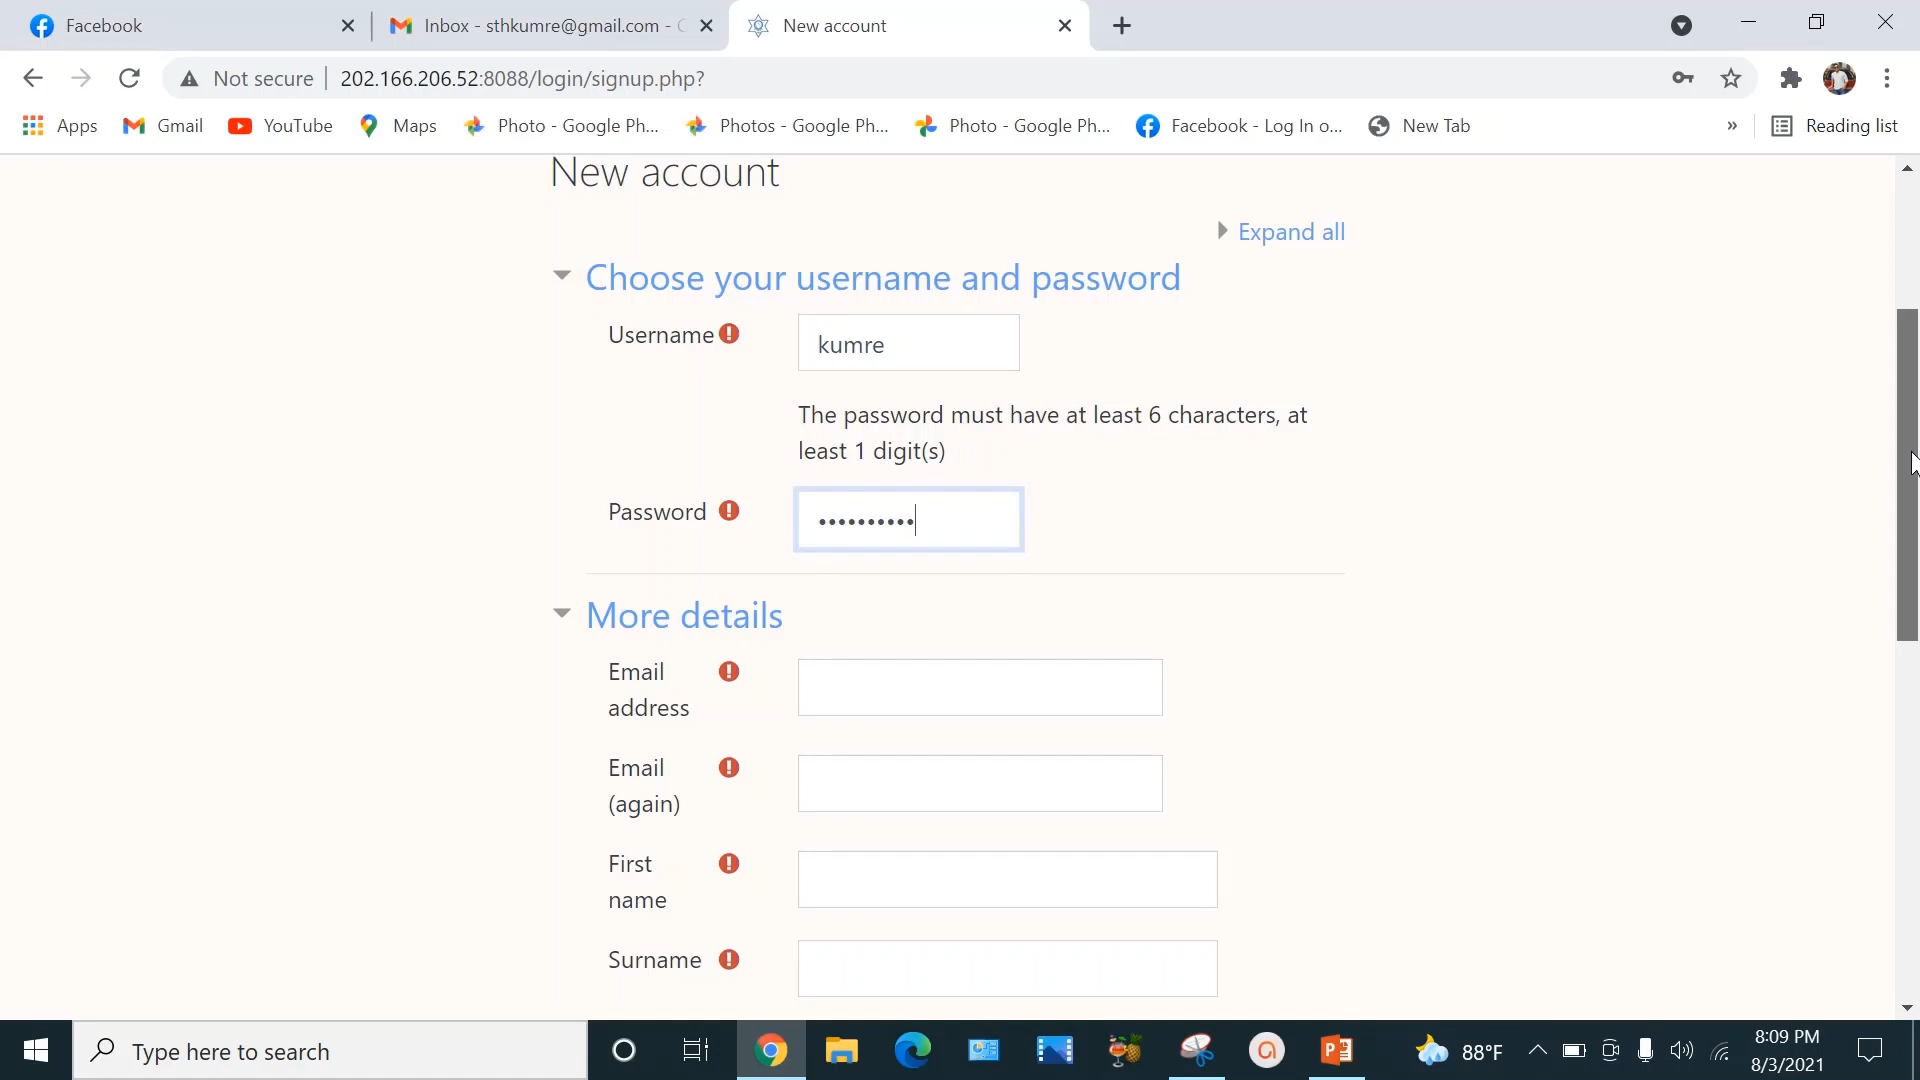 Facebook
Inbox - sthkumre@gmail.com -
New account
Not secure
202.166.206.52:8088/login/signup.php?
Apps
Gmail
YouTube
Maps
Photo - Google Ph...
Photos - Google Ph...
Photo - Google Ph...
Facebook - Log In o...
New Tab
»
Reading list
New account
Expand all
Choose your username and password
Username
kumre
The password must have at least 6 characters, at
least 1 digit(s)
Password
••••••••••
More details
Email
address
Email
(again)
First
name
Surname
Type here to search
88°F
8:09 PM
8/3/2021